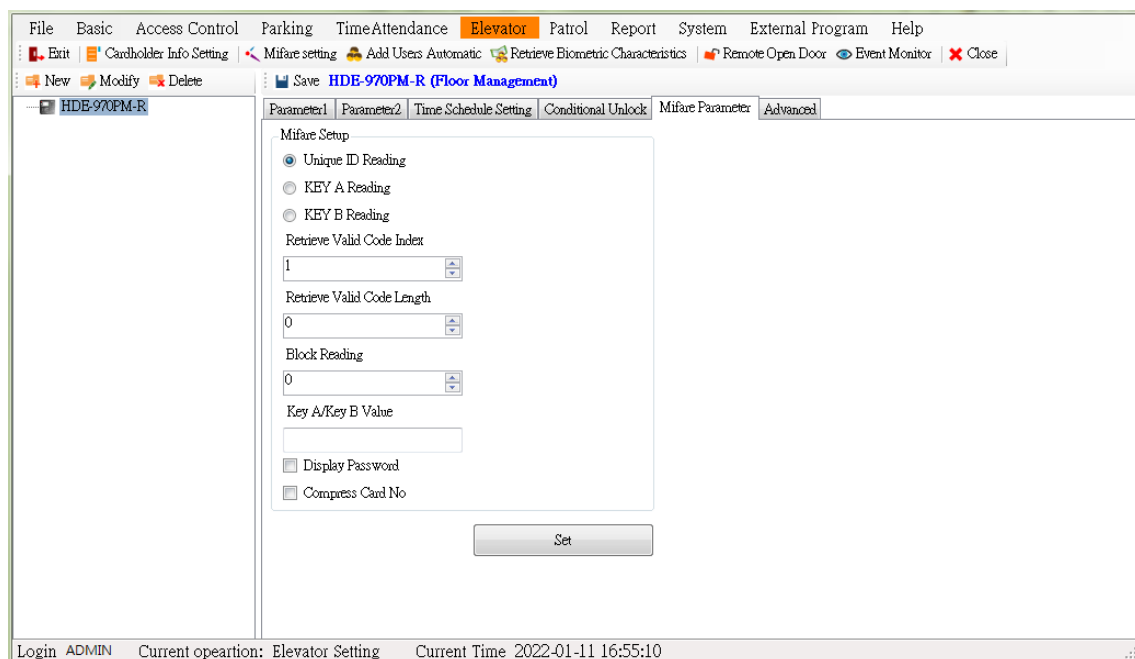 File Basic Access Control Parking TimeAttendance Elevator Patrol Report System External Program Help
Exit Cardholder Info Setting Mifare setting Add Users Automatic Retrieve Biometric Characteristics Remote Open Door Event Monitor Close
New Modify Delete Save HDE-970PM-R (Floor Management)
HDE-970PM-R
Parameter1 Parameter2 Time Schedule Setting Conditional Unlock Mifare Parameter Advanced
Mifare Setup
Unique ID Reading
KEY A Reading
KEY B Reading
Retrieve Valid Code Index
1
Retrieve Valid Code Length
0
Block Reading
0
Key A/Key B Value
Display Password
Compress Card No
Set
Login ADMIN Current opeartion: Elevator Setting Current Time 2022-01-11 16:55:10